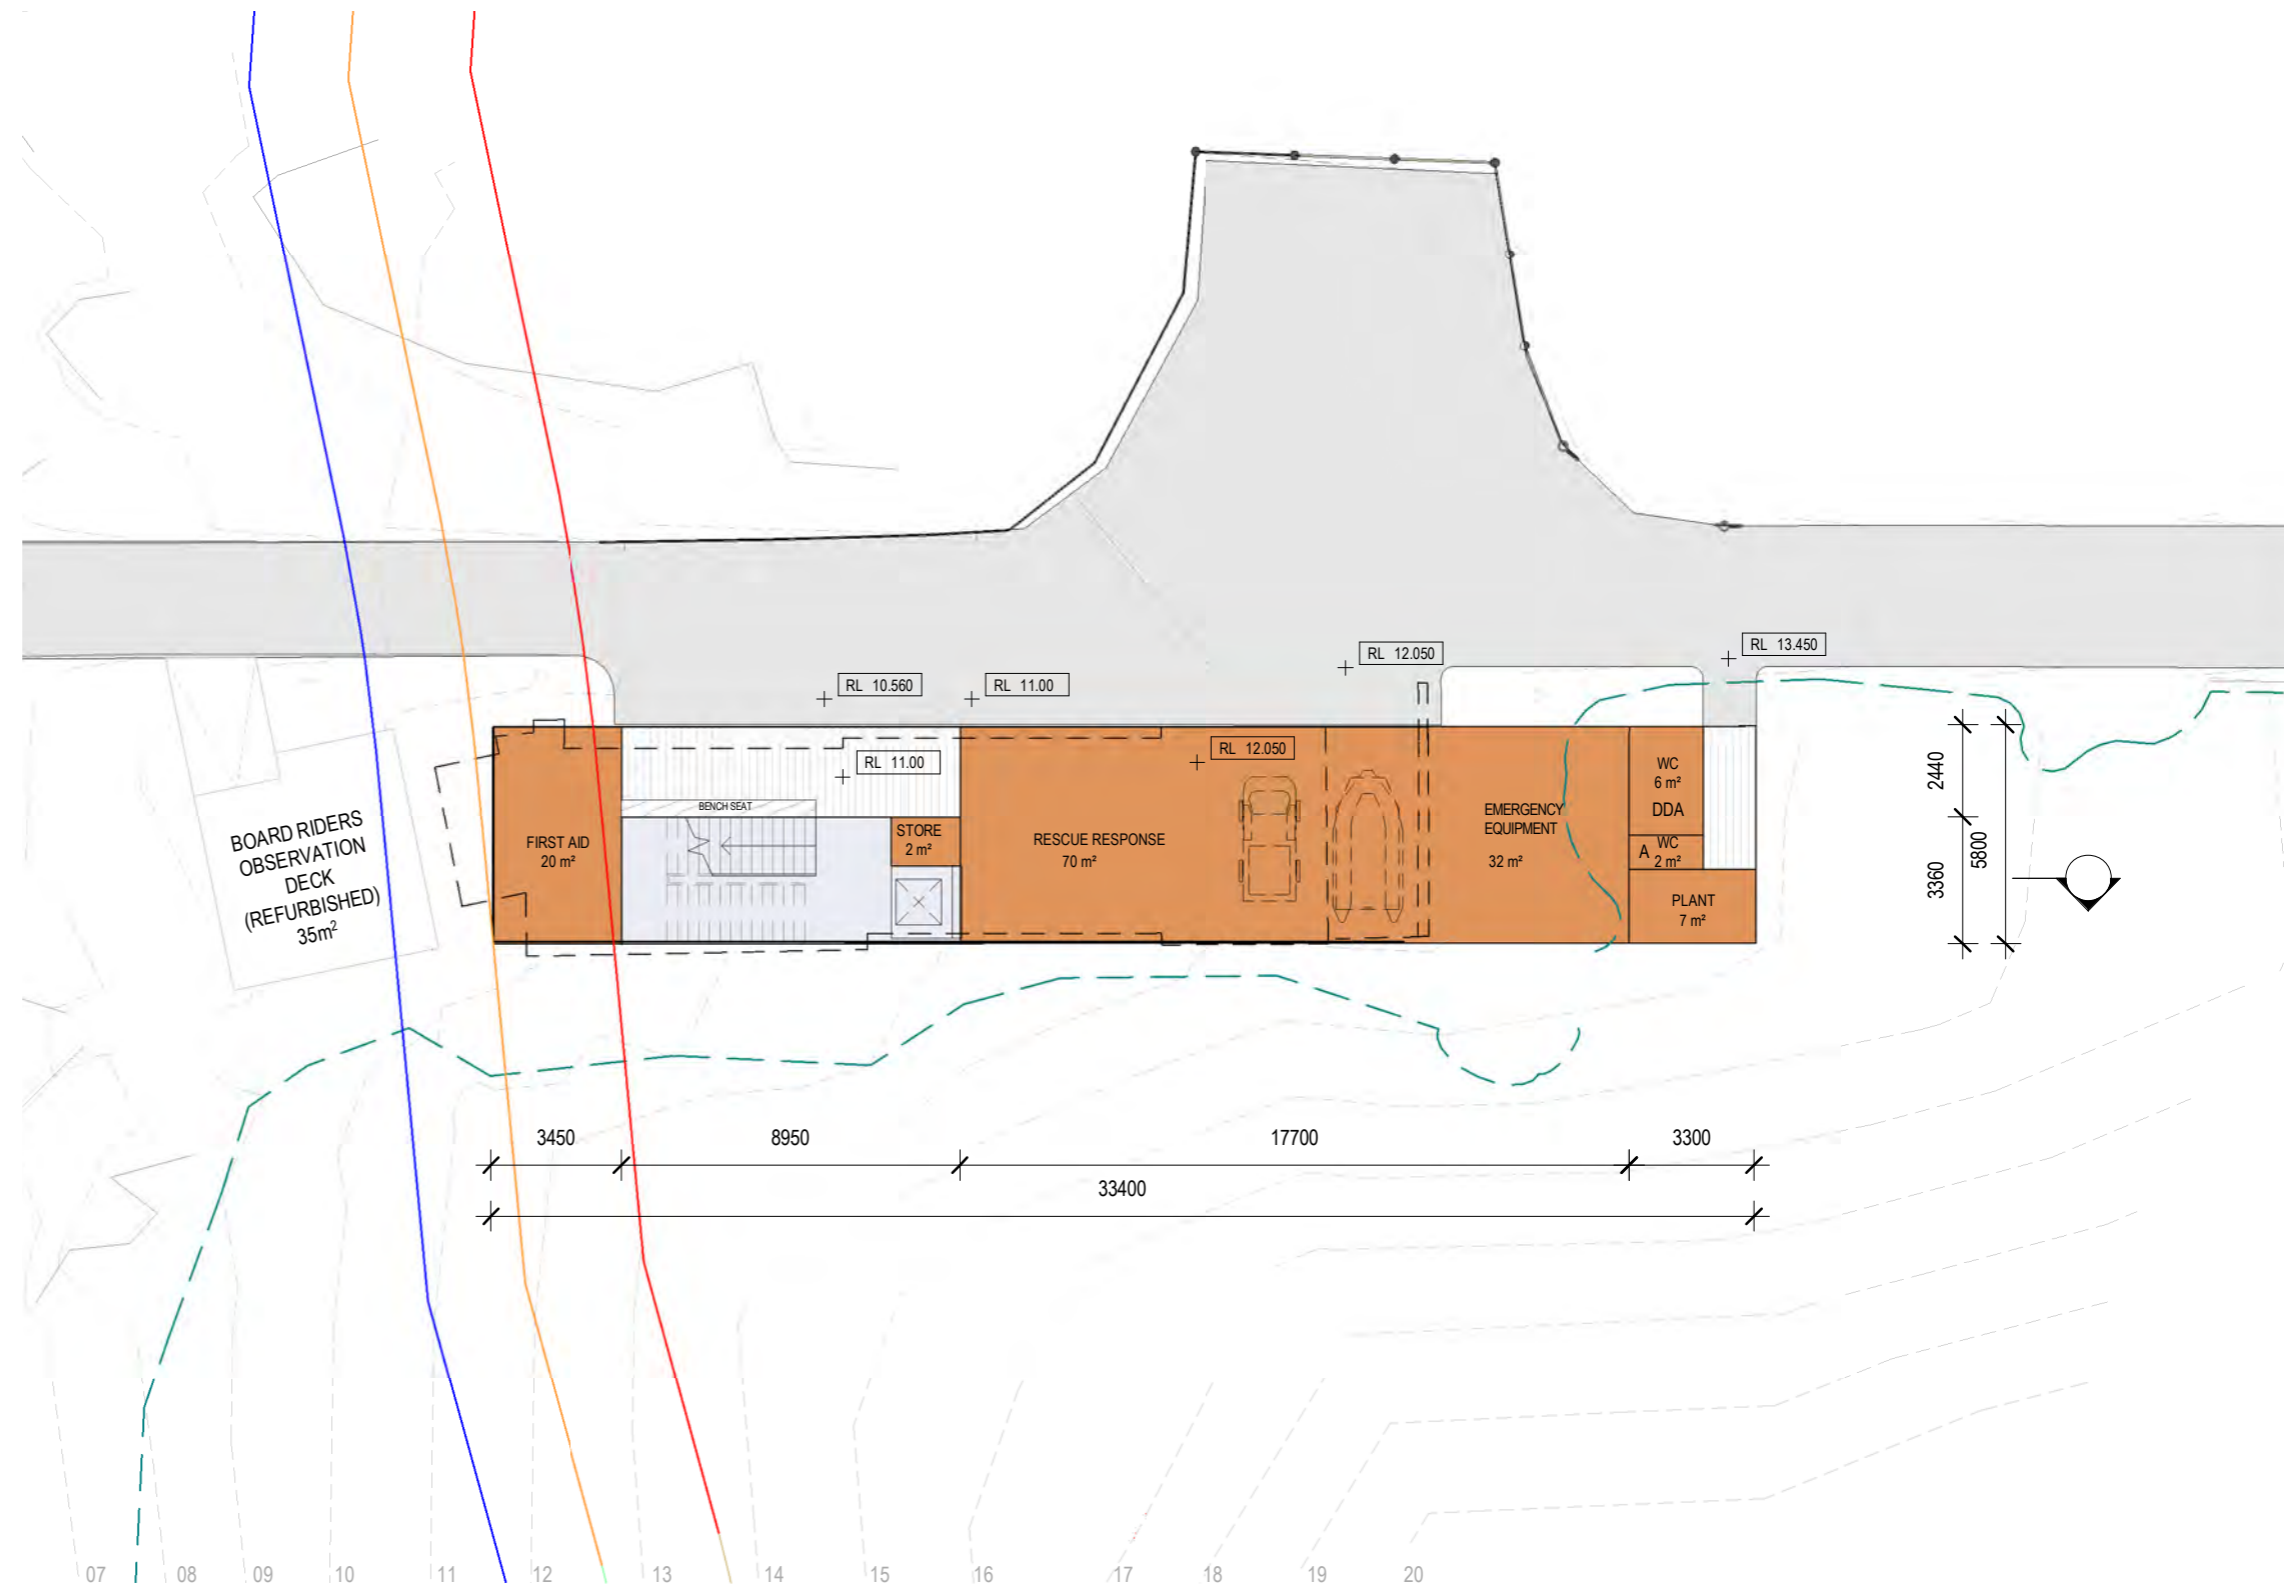 RL 13.450
RL 12.050
RL 10.560
RL 11.00
RL 12.050
RL 11.00
BENCH SEAT
BOARD RIDERS
OBSERVATION
DECK
(REFURBISHED)
35m²
FIRST AID
20 m²
STORE
2 m²
RESCUE RESPONSE
70 m²
EMERGENCY
EQUIPMENT
32 m²
WC
6 m²
DDA
A WC
2 m²
PLANT
7 m²
2440
3360
5800
3450
8950
17700
3300
33400
07
08
09
10
11
12
13
14
15
16
17
18
19
20